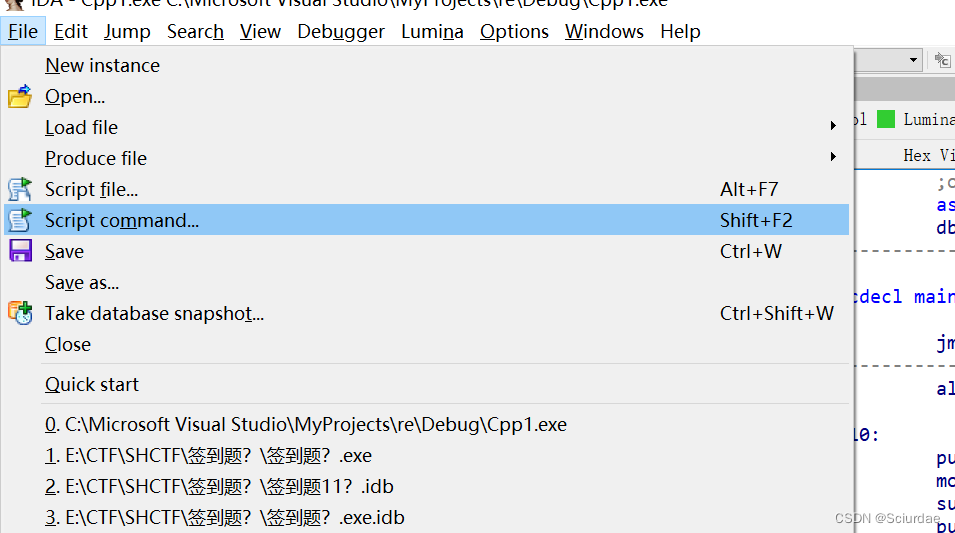 IDA - Cpp1.exe C:\Microsoft Visual Studio\MyProjects\re\Debug\Cpp1.exe
File Edit Jump Search View Debugger Lumina Options Windows Help
New instance
Open...
Load file
Produce file
Script file... Alt+F7
Script command... Shift+F2
Save Ctrl+W
Save as...
Take database snapshot... Ctrl+Shift+W
Close
Quick start
0. C:\Microsoft Visual Studio\MyProjects\re\Debug\Cpp1.exe
1. E:\CTF\SHCTF\签到题？\签到题？.exe
2. E:\CTF\SHCTF\签到题？\签到题11？.idb
3. E:\CTF\SHCTF\签到题？\签到题？.exe.idb
ol Lumina
Hex Vi
;o
as
db
cdecl main
jm
al
10:
pu
mo
su
pu
CSDN @Sciurdae